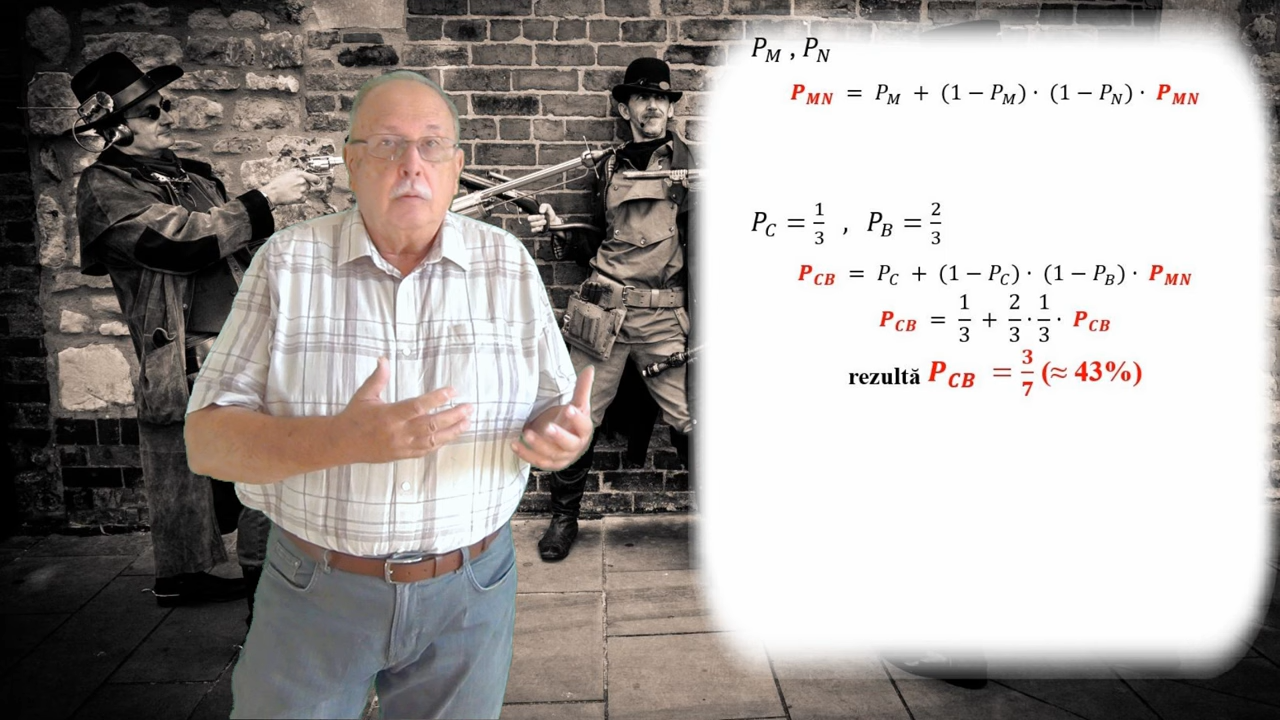 P_M , P_N
P_MN = P_M + (1 − P_M) · (1 − P_N) · P_MN
P_C = 1/3 , P_B = 2/3
P_CB = P_C + (1 − P_C) · (1 − P_B) · P_MN
P_CB = 1/3 + 2/3 · 1/3 · P_CB
rezultă P_CB = 3/7 (≈ 43%)